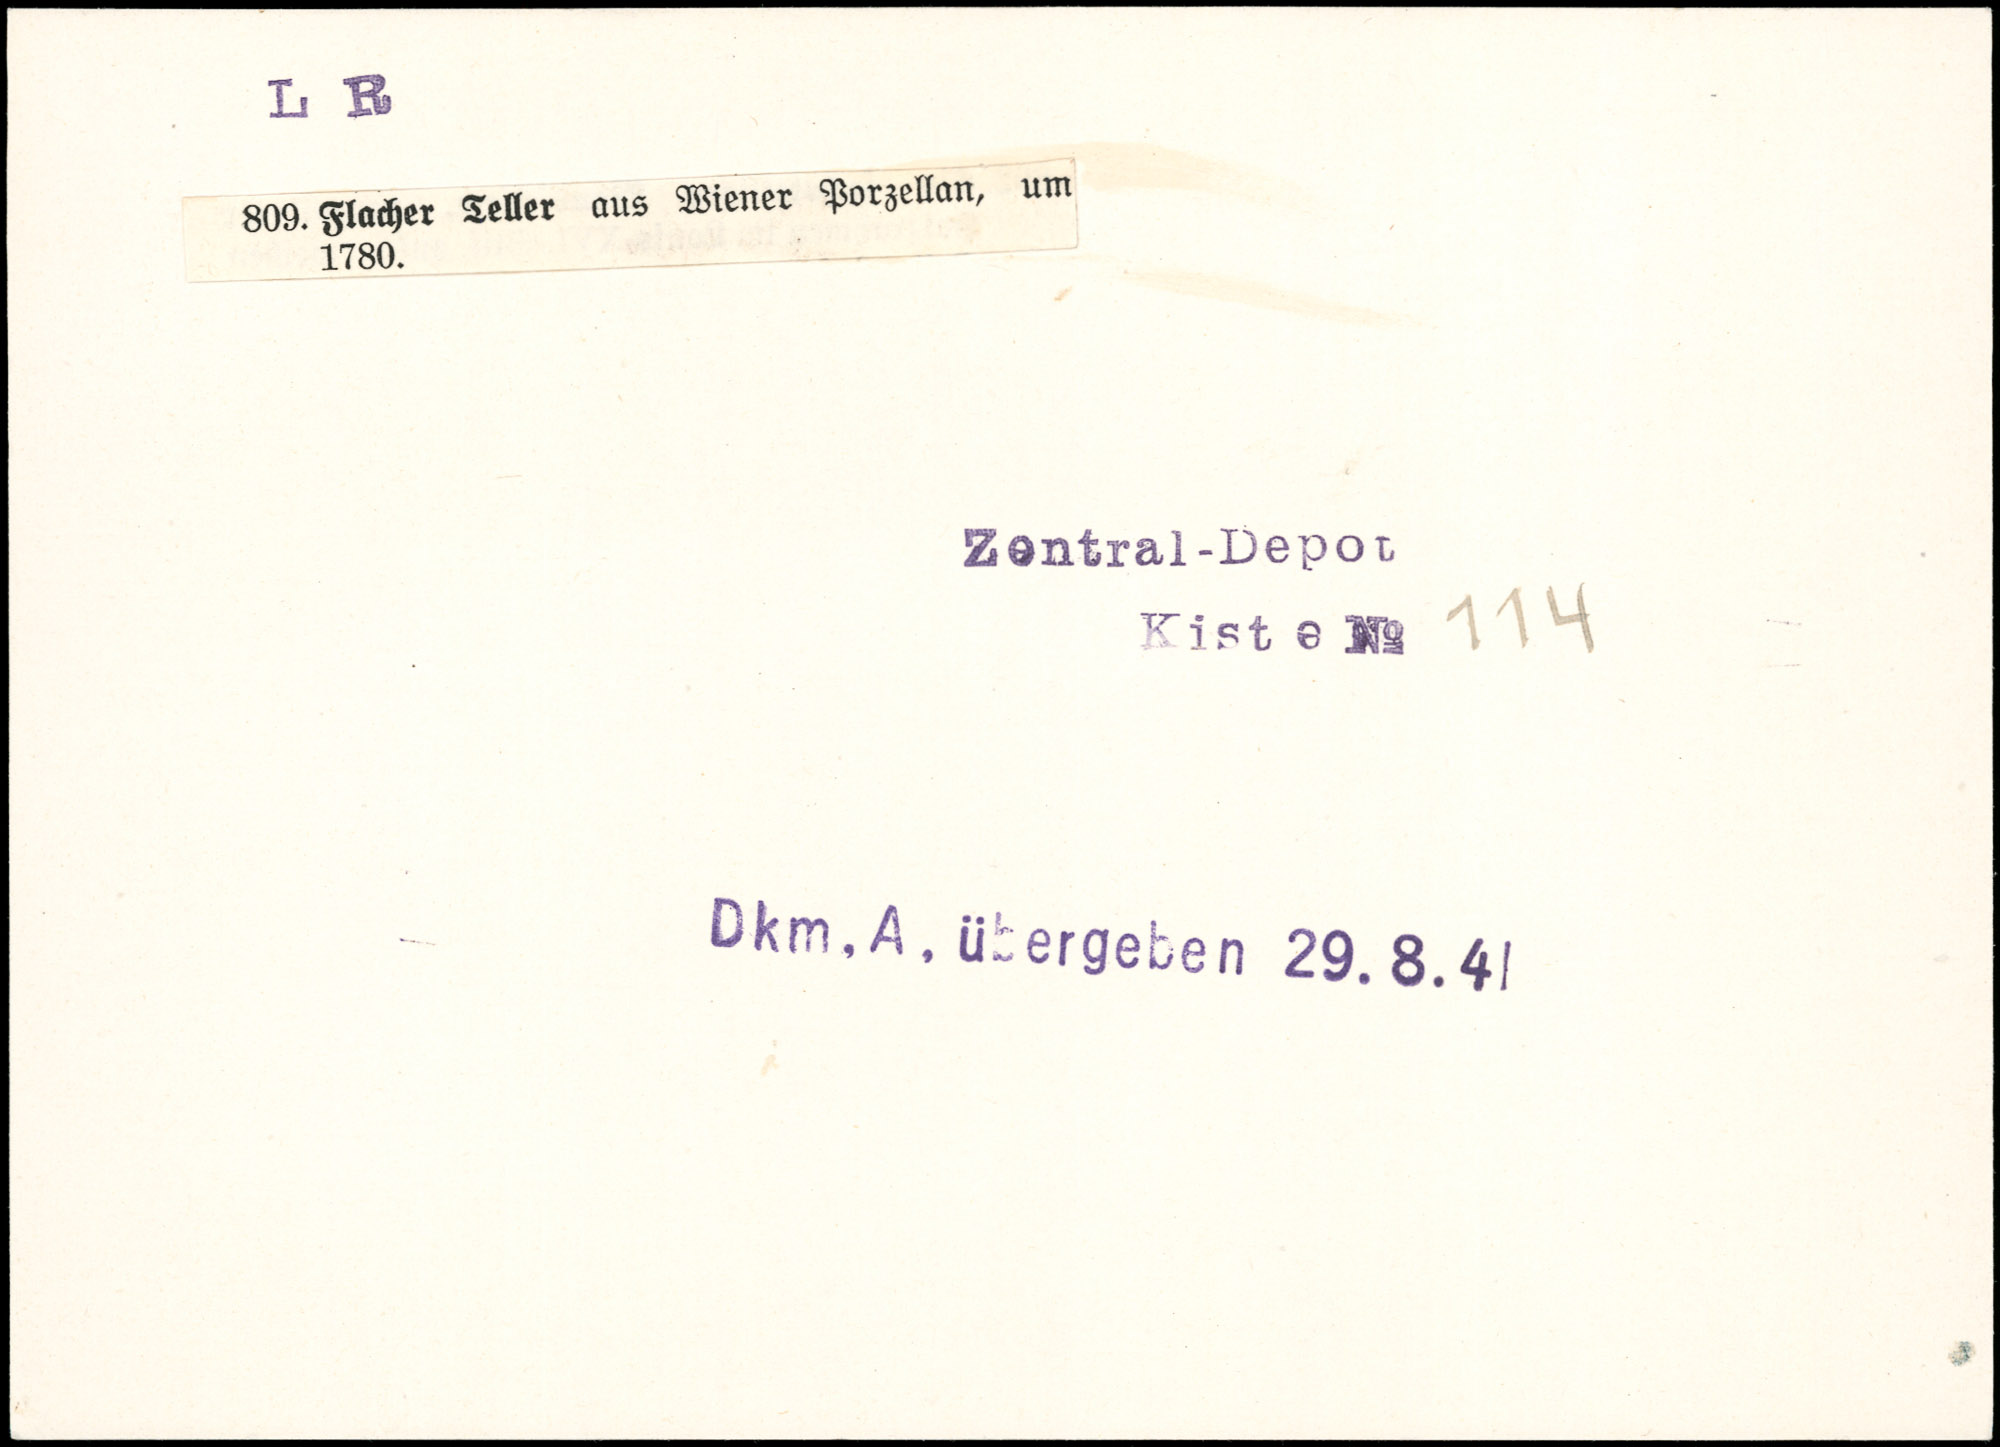 L R
809. Flacher Teller aus Wiener Porzellan, um
1780.
Zentral-Depot
Kiste № 114
Dkm. A. übergeben 29. 8. 41